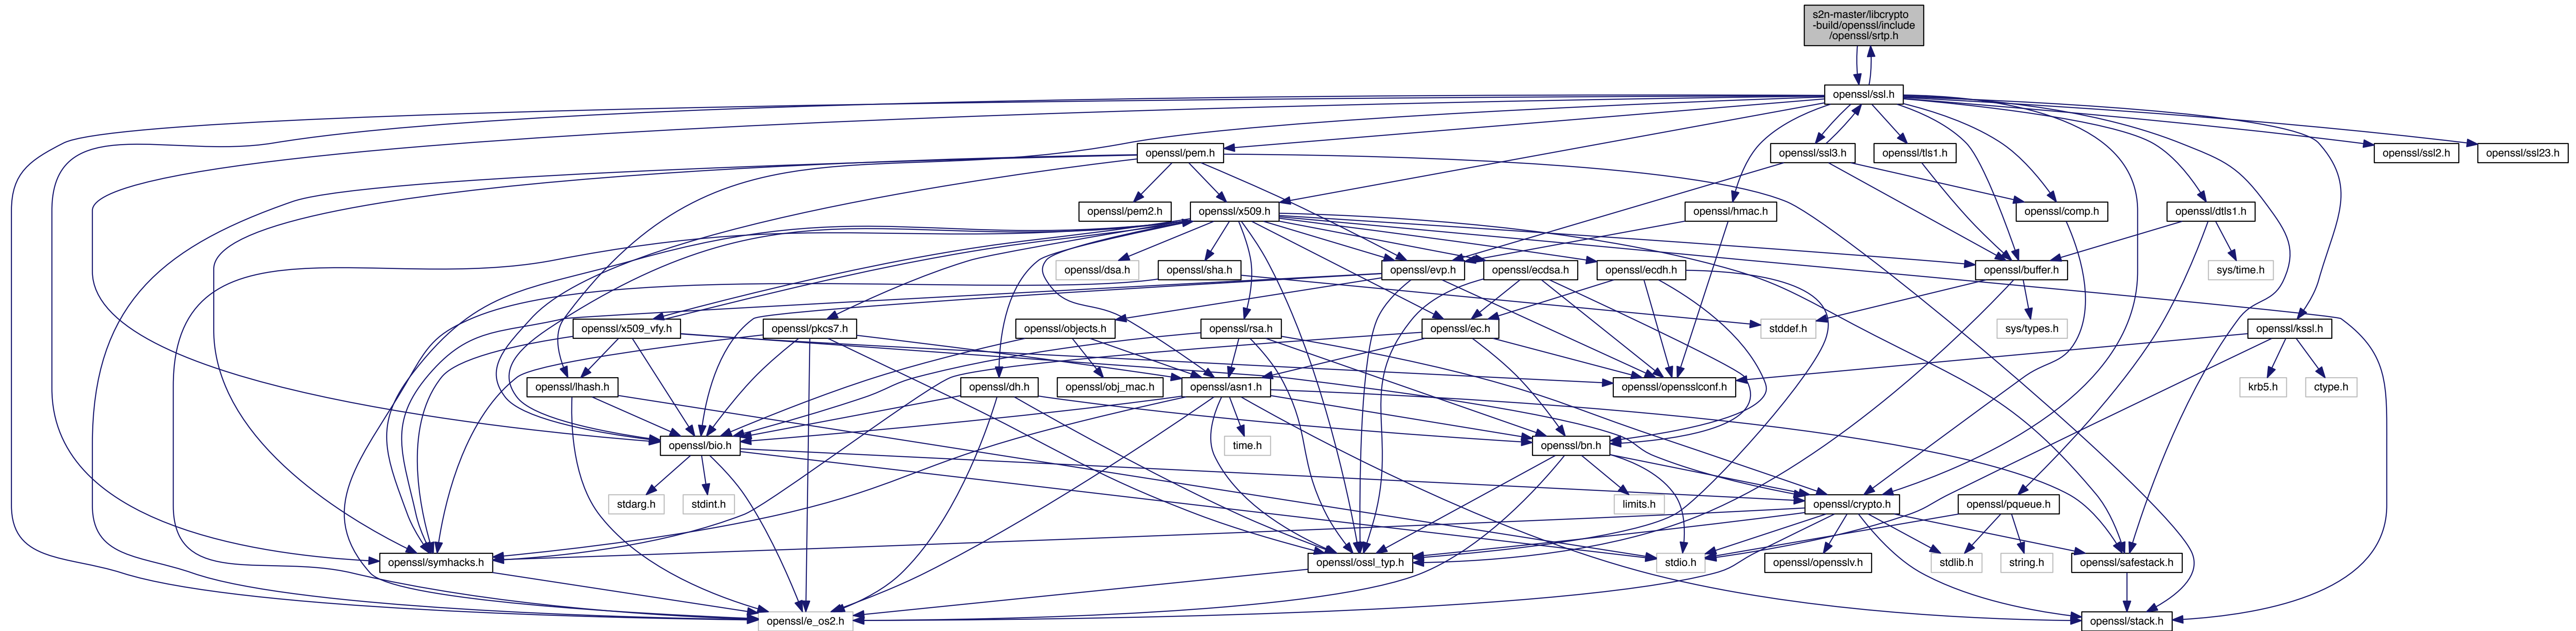 s2n-master/libcrypto
-build/openssl/include
/openssl/srtp.h
openssl/ssl.h
openssl/pem.h
openssl/ssl3.h
openssl/tls1.h
openssl/ssl2.h
openssl/ssl23.h
openssl/pem2.h
openssl/x509.h
openssl/hmac.h
openssl/comp.h
openssl/dtls1.h
openssl/dsa.h
openssl/sha.h
openssl/evp.h
openssl/ecdsa.h
openssl/ecdh.h
openssl/buffer.h
sys/time.h
openssl/x509_vfy.h
openssl/pkcs7.h
openssl/objects.h
openssl/rsa.h
openssl/ec.h
stddef.h
sys/types.h
openssl/kssl.h
openssl/lhash.h
openssl/dh.h
openssl/obj_mac.h
openssl/asn1.h
openssl/opensslconf.h
krb5.h
ctype.h
openssl/bio.h
time.h
openssl/bn.h
stdarg.h
stdint.h
limits.h
openssl/crypto.h
openssl/pqueue.h
openssl/symhacks.h
openssl/ossl_typ.h
stdio.h
openssl/opensslv.h
stdlib.h
string.h
openssl/safestack.h
openssl/e_os2.h
openssl/stack.h